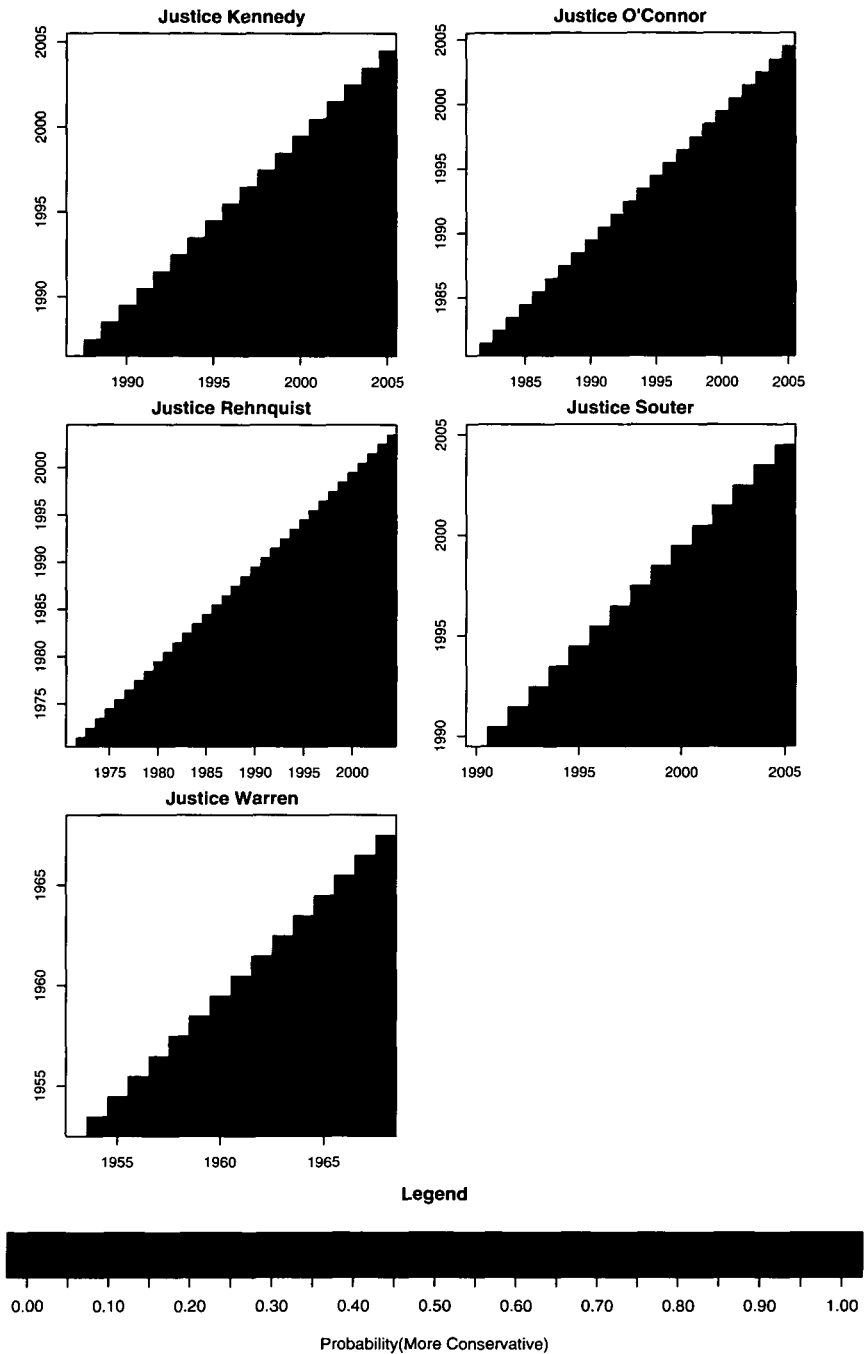 Justice Kennedy
2005
2000
1995
1990
1990 1995 2000 2005
Justice O'Connor
2005
2000
1995
1990
1985
1985 1990 1995 2000 2005
Justice Rehnquist
2000
1995
1990
1985
1980
1975
1975 1980 1985 1990 1995 2000
Justice Souter
2005
2000
1995
1990
1990 1995 2000 2005
Justice Warren
1965
1960
1955
1955 1960 1965
Legend
0.00 0.10 0.20 0.30 0.40 0.50 0.60 0.70 0.80 0.90 1.00
Probability(More Conservative)